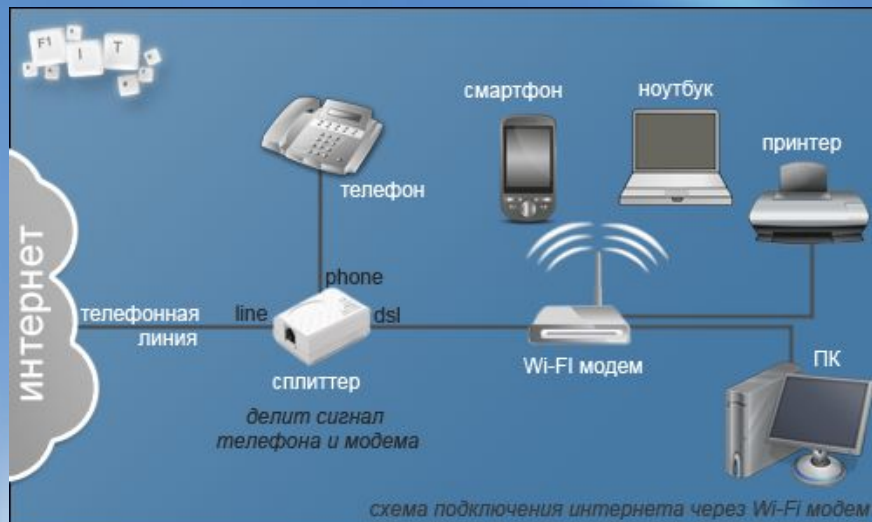 F1
I
T
смартфон
ноутбук
принтер
телефон
интернет
phone
телефонная
линия
line
dsl
сплиттер
делит сигнал
телефона и модема
Wi-FI модем
ПК
схема подключения интернета через Wi-Fi модем